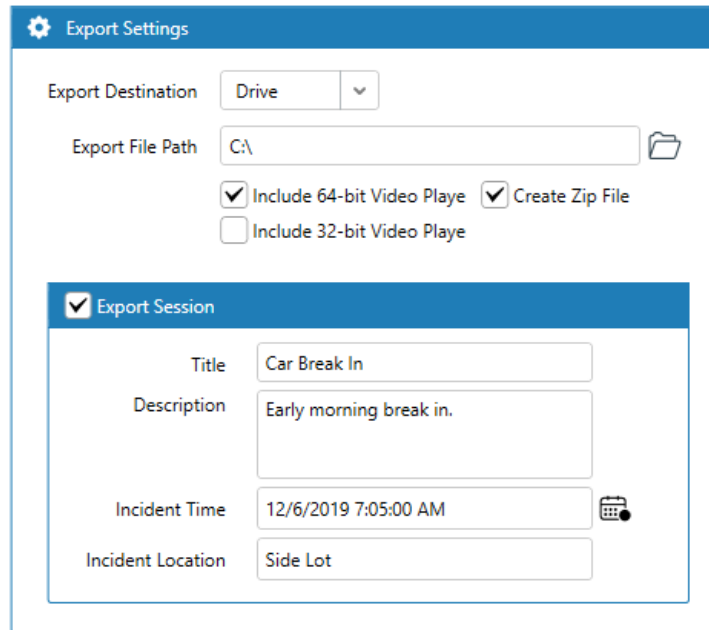 Export Settings
Export Destination Drive
Export File Path C:\
Include 64-bit Video Playe Create Zip File
Include 32-bit Video Playe
Export Session
Title Car Break In
Description Early morning break in.
Incident Time 12/6/2019 7:05:00 AM
Incident Location Side Lot